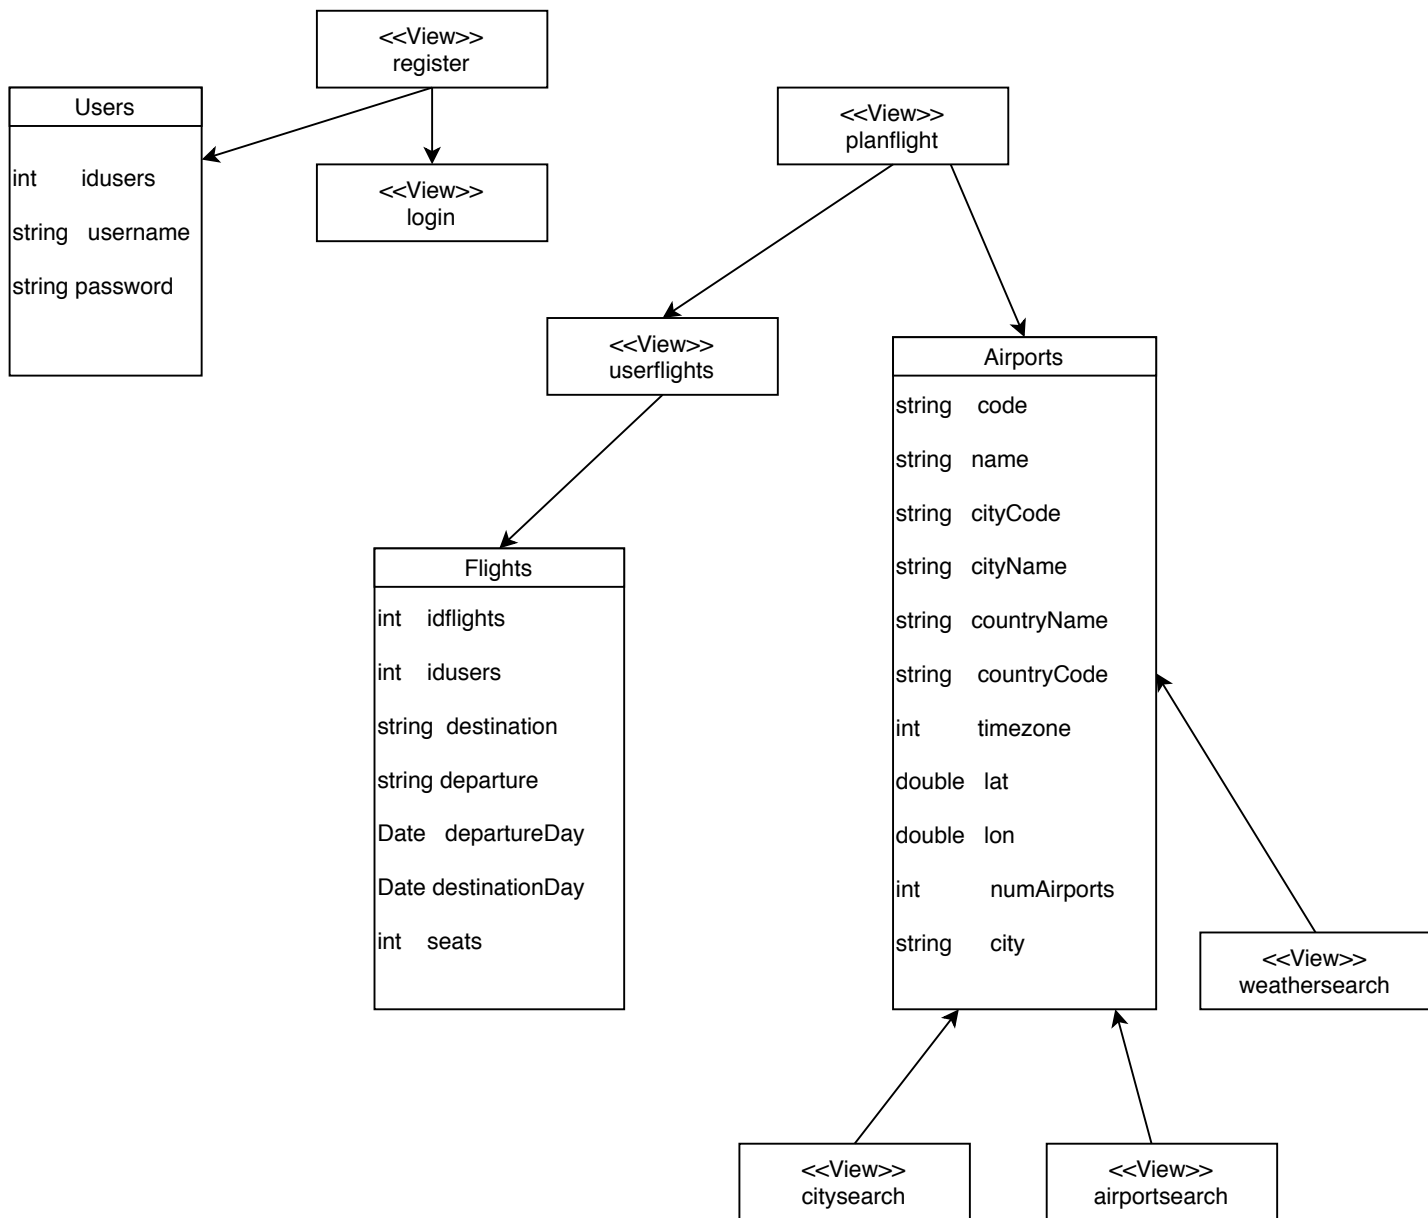 <<View>>
register
Users
int idusers
string username
string password
<<View>>
login
<<View>>
planflight
<<View>>
userflights
Airports
string code
string name
string cityCode
string cityName
string countryName
string countryCode
int timezone
double lat
double lon
int numAirports
string city
Flights
int idflights
int idusers
string destination
string departure
Date departureDay
Date destinationDay
int seats
<<View>>
weathersearch
<<View>>
citysearch
<<View>>
airportsearch